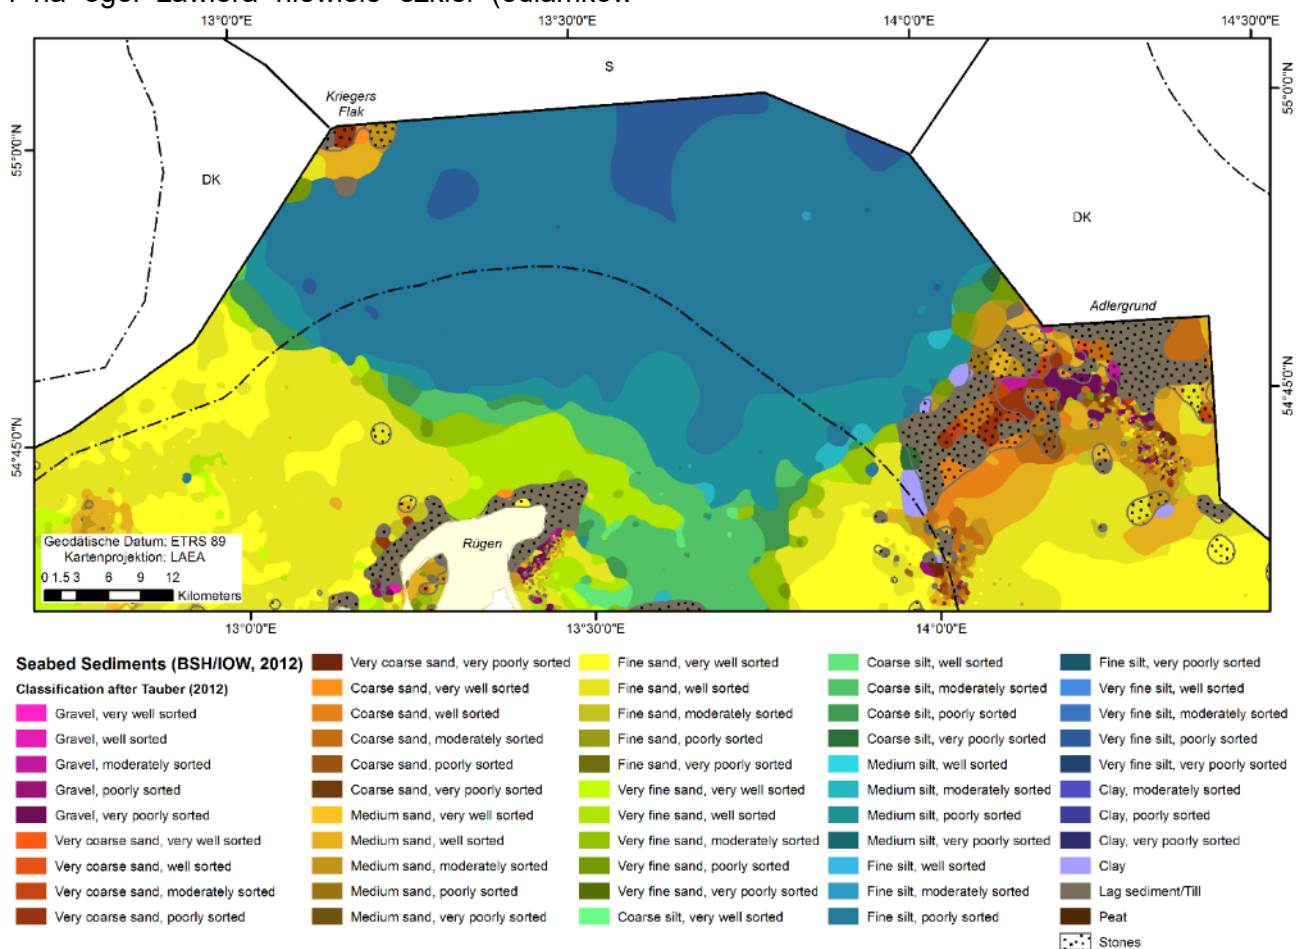 13°0'0"E 13°30'0"E 14°0'0"E 14°30'0"E
S
Kriegers
Flak
55°0'0"N
55°0'0"N
DK
DK
Adlergrund
54°45'0"N
54°45'0"N
Rügen
Geodätische Datum: ETRS 89
Kartenprojektion: LAEA
0 1.5 3 6 9 12
Kilometers
13°0'0"E 13°30'0"E 14°0'0"E
Seabed Sediments (BSH/IOW, 2012)
Classification after Tauber (2012)
Gravel, very well sorted
Gravel, well sorted
Gravel, moderately sorted
Gravel, poorly sorted
Gravel, very poorly sorted
Very coarse sand, very well sorted
Very coarse sand, well sorted
Very coarse sand, moderately sorted
Very coarse sand, poorly sorted
Very coarse sand, very poorly sorted
Coarse sand, very well sorted
Coarse sand, well sorted
Coarse sand, moderately sorted
Coarse sand, poorly sorted
Coarse sand, very poorly sorted
Medium sand, very well sorted
Medium sand, well sorted
Medium sand, moderately sorted
Medium sand, poorly sorted
Medium sand, very poorly sorted
Fine sand, very well sorted
Fine sand, well sorted
Fine sand, moderately sorted
Fine sand, poorly sorted
Fine sand, very poorly sorted
Very fine sand, very well sorted
Very fine sand, well sorted
Very fine sand, moderately sorted
Very fine sand, poorly sorted
Very fine sand, very poorly sorted
Coarse silt, very well sorted
Coarse silt, well sorted
Coarse silt, moderately sorted
Coarse silt, poorly sorted
Coarse silt, very poorly sorted
Medium silt, well sorted
Medium silt, moderately sorted
Medium silt, poorly sorted
Medium silt, very poorly sorted
Fine silt, well sorted
Fine silt, moderately sorted
Fine silt, poorly sorted
Fine silt, very poorly sorted
Very fine silt, well sorted
Very fine silt, moderately sorted
Very fine silt, poorly sorted
Very fine silt, very poorly sorted
Clay, moderately sorted
Clay, poorly sorted
Clay, very poorly sorted
Clay
Lag sediment/Till
Peat
Stones